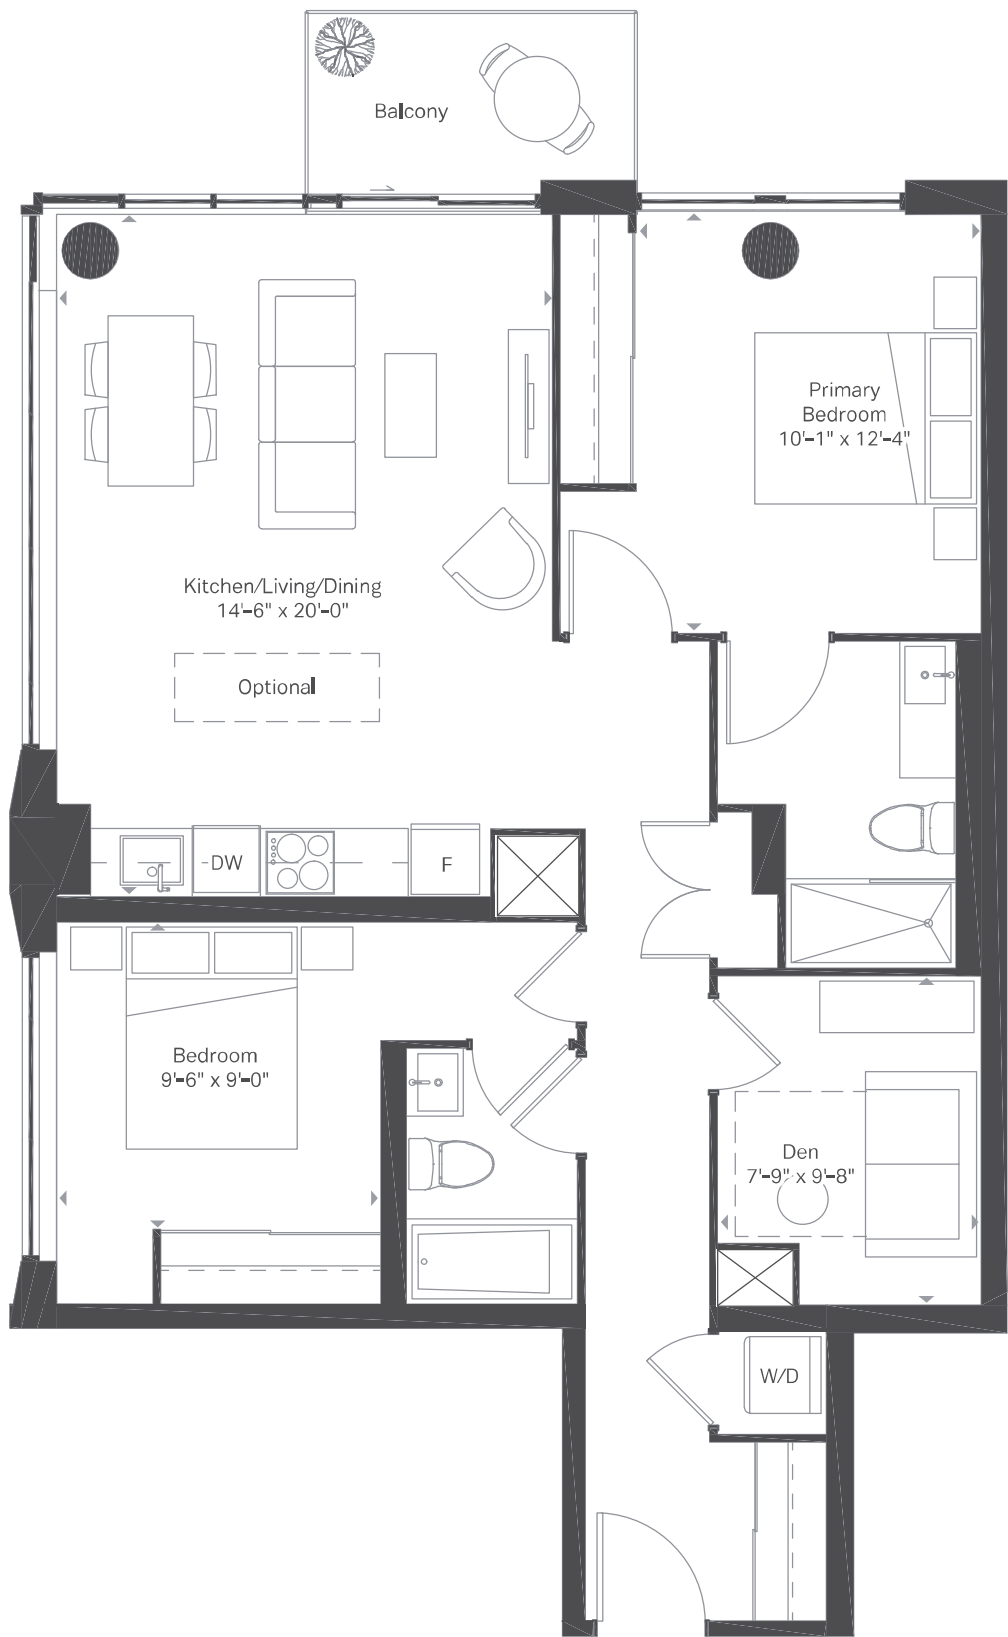 Balcony
Primary
Bedroom
10'-1" x 12'-4"
Kitchen/Living/Dining
14'-6" x 20'-0"
Optional
DW
F
Bedroom
9'-6" x 9'-0"
Den
7'-9" x 9'-8"
W/D